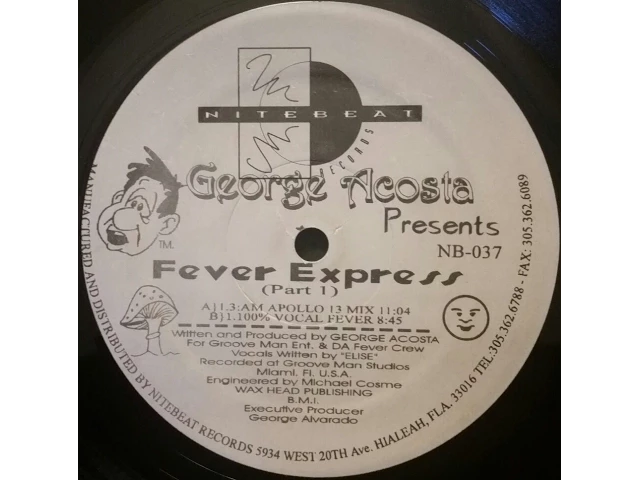 NITEBEAT
RECORDS
George Acosta
Presents
TM.
NB-037
Fever Express
(Part 1)
A)1.3:AM APOLLO 13 MIX 11:04
B)1.100% VOCAL FEVER 8:45
Written and Produced by GEORGE ACOSTA
For Groove Man Ent. & DA Fever Crew
Vocals Written by "ELISE"
Recorded at Groove Man Studios
Miami, Fl. U.S.A.
Engineered by Michael Cosme
WAX HEAD PUBLISHING
B.M.I.
Executive Producer
George Alvarado
MANUFACTURED AND DISTRIBUTED BY NITEBEAT RECORDS 5934 WEST 20TH Ave. HIALEAH, FLA. 33016 TEL:305.362.6788 - FAX: 305.362.6089